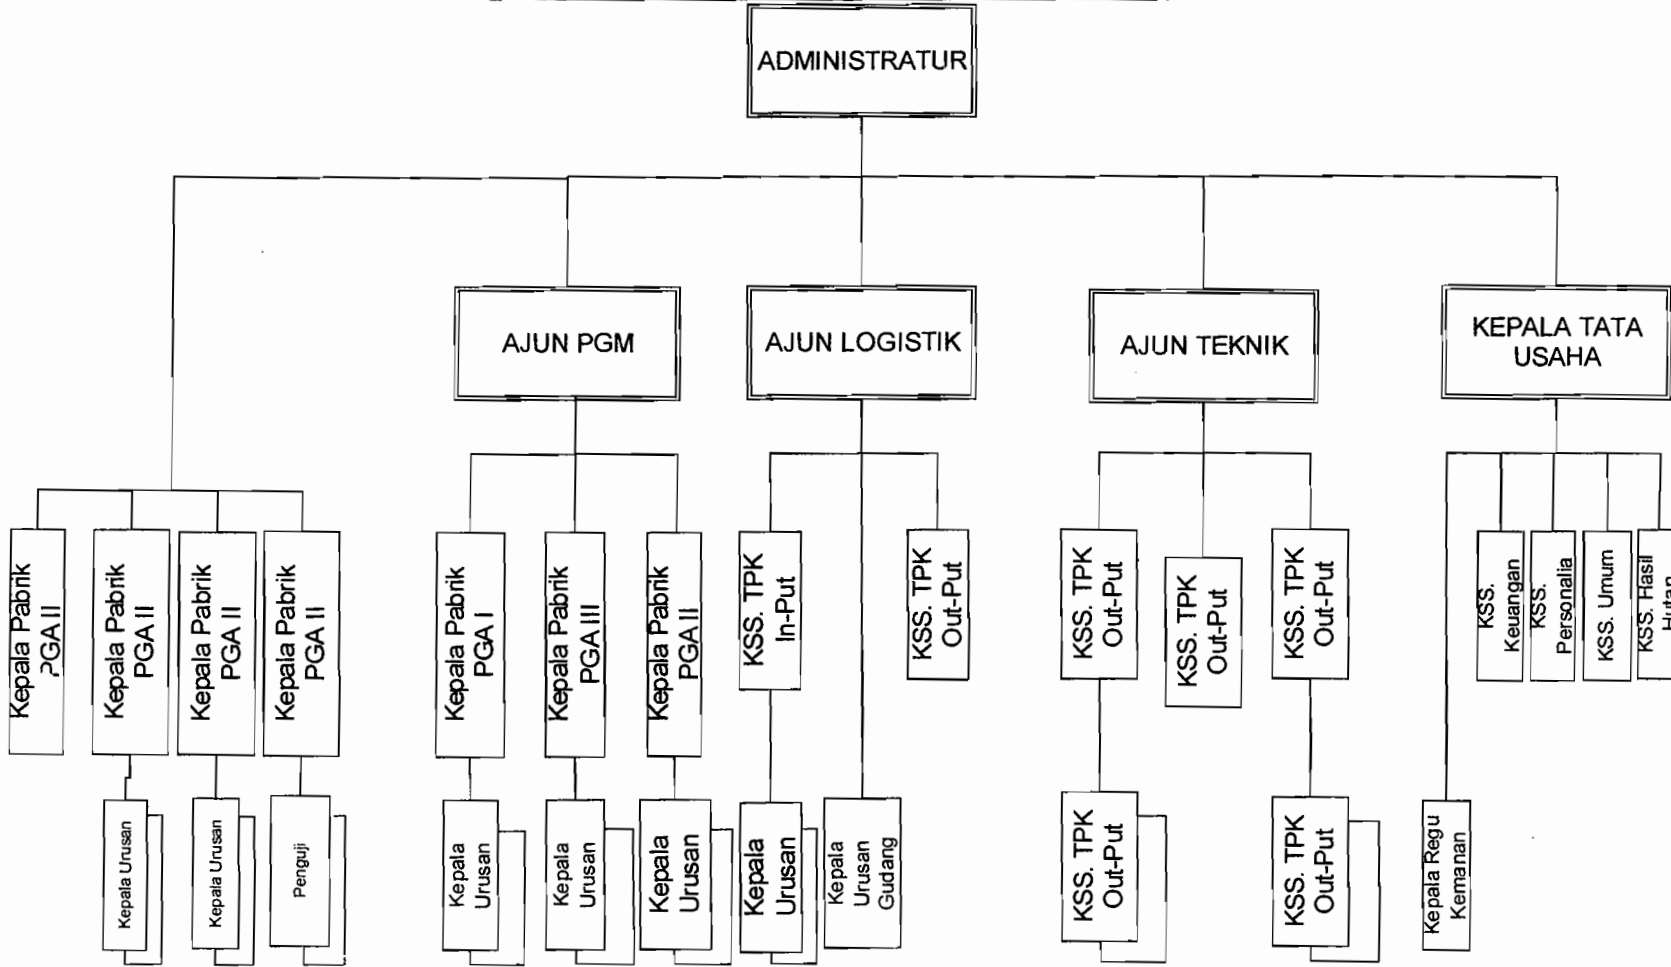 ADMINISTRATUR
AJUN PGM
AJUN LOGISTIK
AJUN TEKNIK
KEPALA TATA
USAHA
Kepala Pabrik
PGA II
Kepala Pabrik
PGA II
Kepala Pabrik
PGA II
Kepala Pabrik
PGA II
Kepala Pabrik
PGA I
Kepala Pabrik
PGA III
Kepala Pabrik
PGA II
KSS. TPK
In-Put
KSS. TPK
Out-Put
KSS. TPK
Out-Put
KSS. TPK
Out-Put
KSS. TPK
Out-Put
KSS.
Keuangan
KSS.
Personalia
KSS. Umum
KSS. Hasil
Hutan
Kepala Urusan
Kepala Urusan
Penguji
Kepala
Urusan
Kepala
Urusan
Kepala
Urusan
Kepala
Urusan
Kepala
Urusan
Gudang
KSS. TPK
Out-Put
KSS. TPK
Out-Put
Kepala Regu
Kemanan